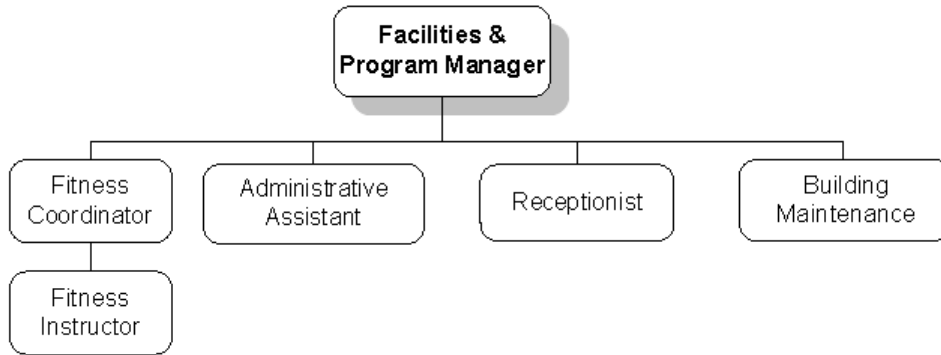 Facilities &
Program Manager
Fitness
Coordinator
Administrative
Assistant
Receptionist
Building
Maintenance
Fitness
Instructor